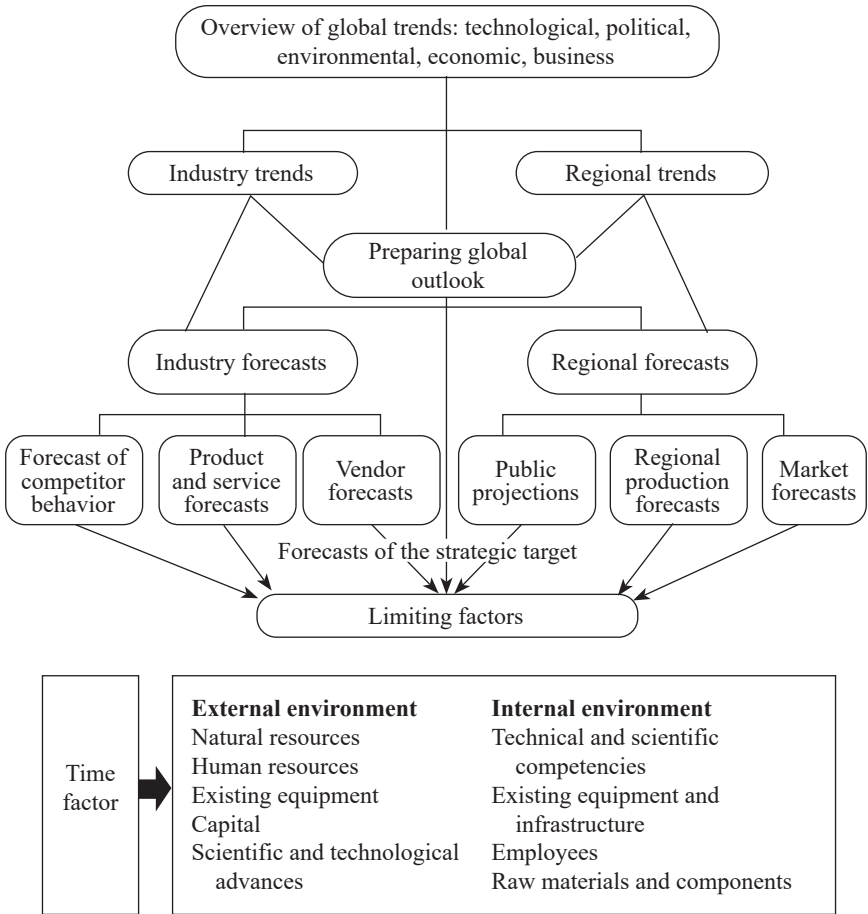 Overview of global trends: technological, political,
environmental, economic, business
Industry trends
Regional trends
Preparing global
outlook
Industry forecasts
Regional forecasts
Forecast of
competitor
behavior
Product
and service
forecasts
Vendor
forecasts
Public
projections
Regional
production
forecasts
Market
forecasts
Forecasts of the strategic target
Limiting factors
Time
factor
External environment
Natural resources
Human resources
Existing equipment
Capital
Scientific and technological
advances
Internal environment
Technical and scientific
competencies
Existing equipment and
infrastructure
Employees
Raw materials and components